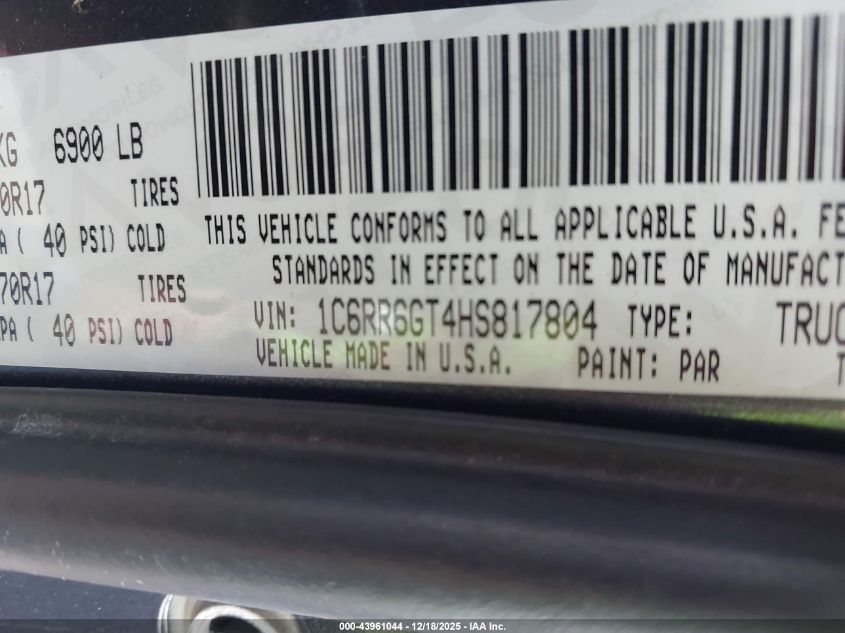 KG 6900 LB
0R17 TIRES
A ( 40 PSI) COLD
70R17 TIRES
PA ( 40 PSI) COLD
THIS VEHICLE CONFORMS TO ALL APPLICABLE U.S.A. FE
STANDARDS IN EFFECT ON THE DATE OF MANUFACT
VIN: 1C6RR6GT4HS817804 TYPE: TRUC
VEHICLE MADE IN U.S.A. PAINT: PAR T
000-43961044 - 12/18/2025 - IAA Inc.